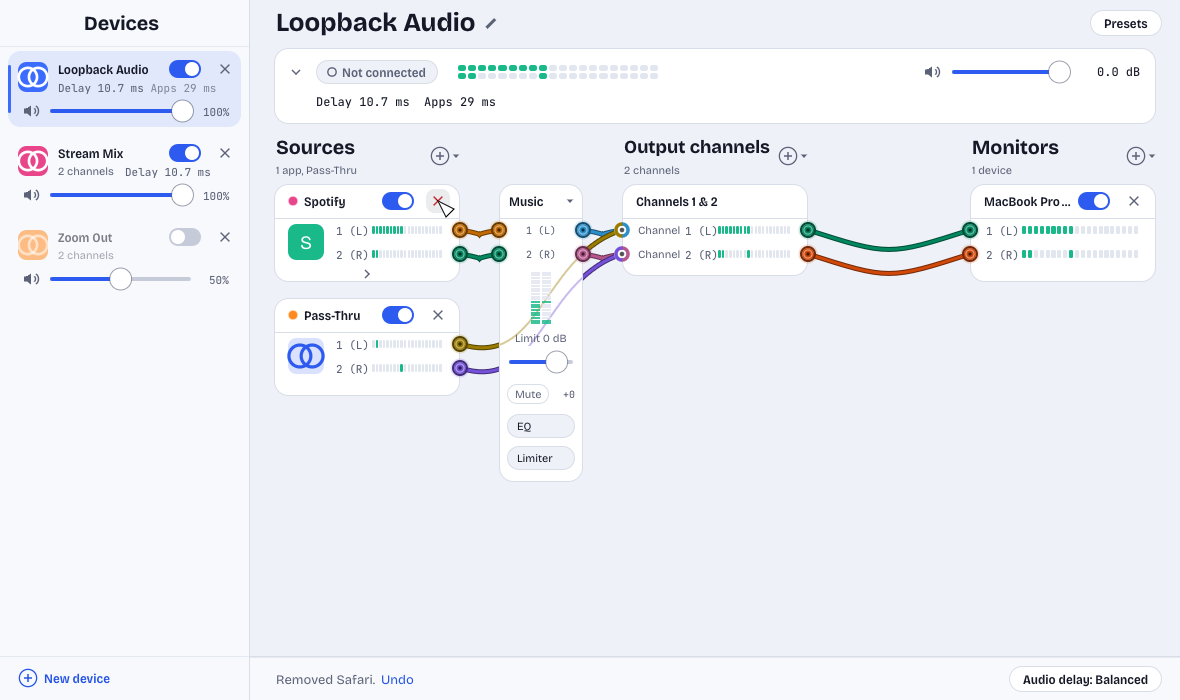 Devices
Loopback Audio
Delay 10.7 ms Apps 29 ms
100%
Stream Mix
2 channels Delay 10.7 ms
100%
Zoom Out
2 channels
50%
New device
Loopback Audio
Presets
Not connected
0.0 dB
Delay 10.7 ms Apps 29 ms
Sources
1 app, Pass-Thru
Output channels
2 channels
Monitors
1 device
Spotify
S
1 (L)
2 (R)
Pass-Thru
1 (L)
2 (R)
Music
1 (L)
2 (R)
Limit 0 dB
Mute +0
EQ
Limiter
Channels 1 & 2
Channel 1 (L)
Channel 2 (R)
MacBook Pro...
1 (L)
2 (R)
Removed Safari. Undo
Audio delay: Balanced